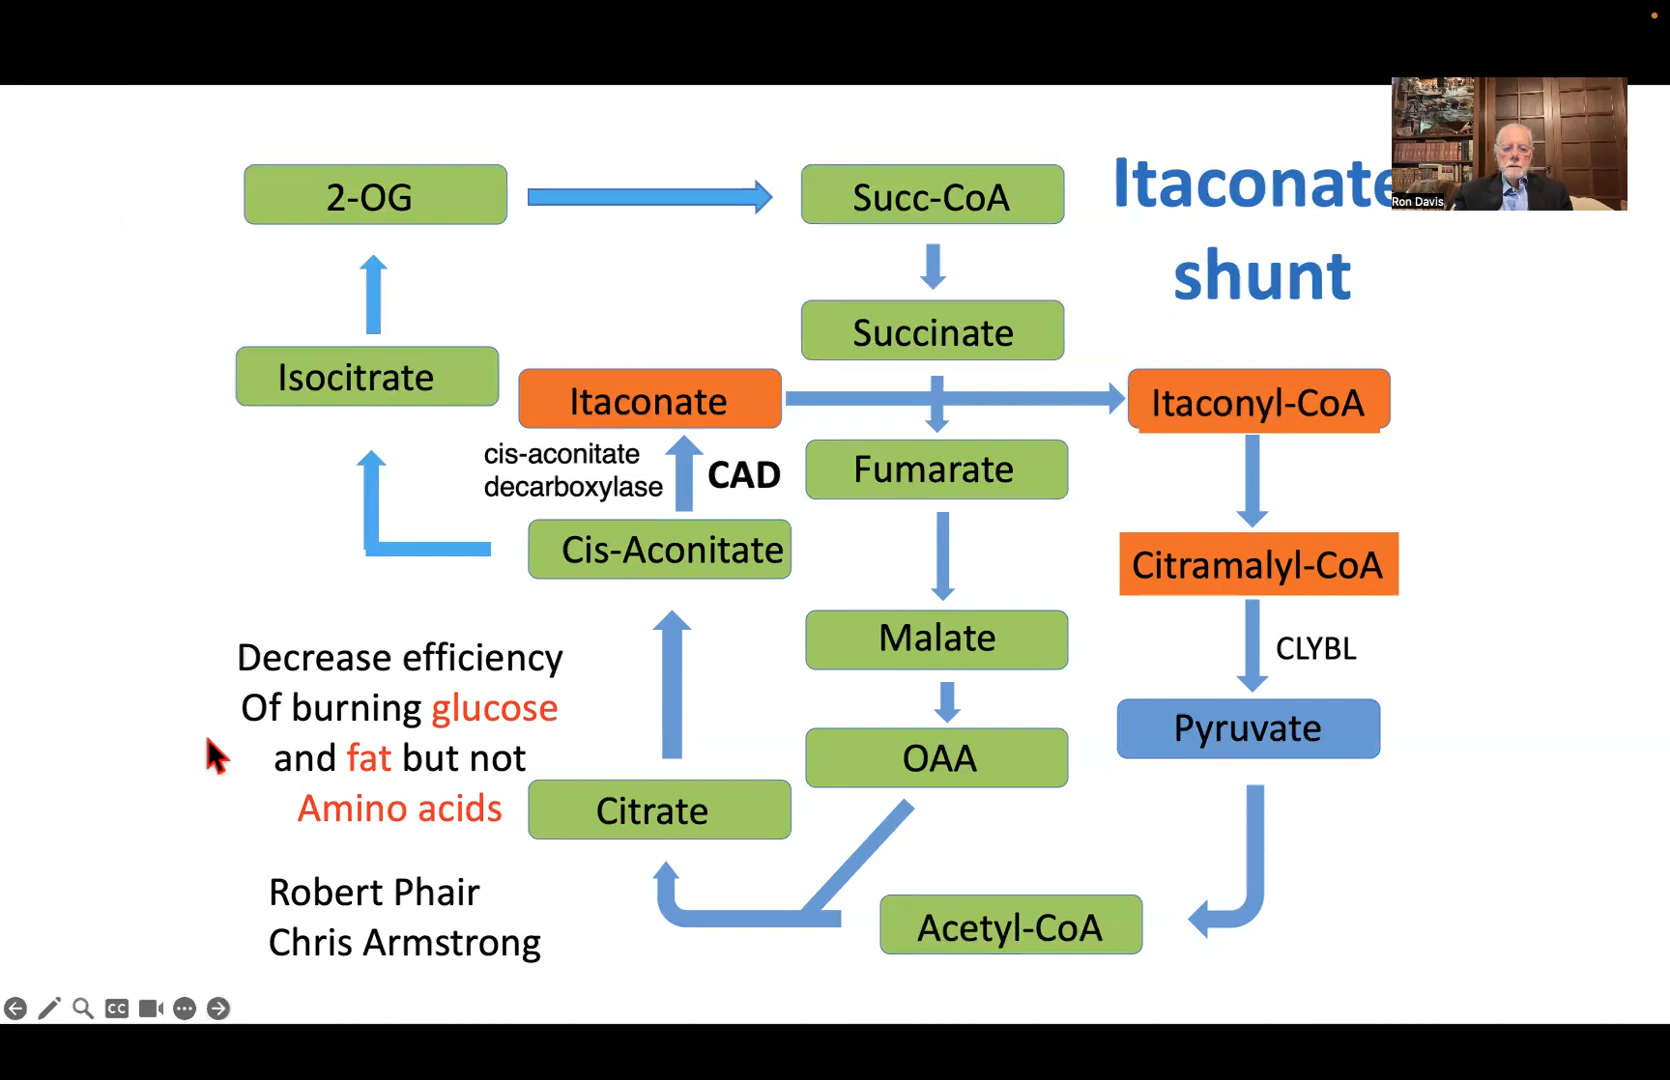 Itaconate
shunt
Ron Davis
2-OG
Succ-CoA
Succinate
Isocitrate
Itaconate
Itaconyl-CoA
cis-aconitate
decarboxylase
CAD
Fumarate
Cis-Aconitate
Citramalyl-CoA
Malate
CLYBL
Decrease efficiency
Of burning glucose
and fat but not
Amino acids
Pyruvate
OAA
Citrate
Acetyl-CoA
Robert Phair
Chris Armstrong
CC